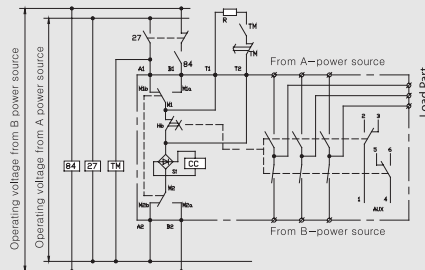 Operating voltage from B power source
Operating voltage from A power source
84
27
TM
27
84
A1
B1
T1
T2
R
TM
TM
M1b
M1a
M1
Hb
S1
CC
M2
M2b
M2a
A2
B2
From A-power source
Load Part
2
3
5
6
1
4
AUX
From B-power source